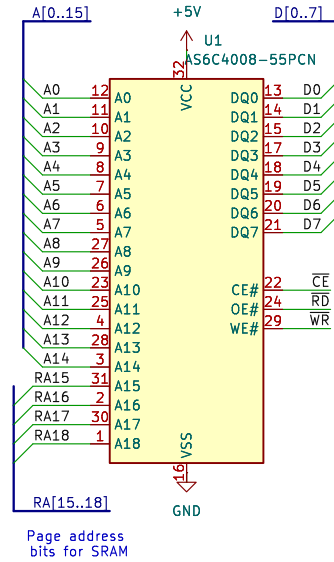 A[0..15] +5V D[0..7]
U1
AS6C4008-55PCN
32
VCC
A0 12 A0 DQ0 13 D0
A1 11 A1 DQ1 14 D1
A2 10 A2 DQ2 15 D2
A3 9 A3 DQ3 17 D3
A4 8 A4 DQ4 18 D4
A5 7 A5 DQ5 19 D5
A6 6 A6 DQ6 20 D6
A7 5 A7 DQ7 21 D7
A8 27 A8
A9 26 A9
A10 23 A10 CE# 22 CE
A11 25 A11 OE# 24 RD
A12 4 A12 WE# 29 WR
A13 28 A13
A14 3 A14
RA15 31 A15
RA16 2 A16
RA17 30 A17
RA18 1 A18
VSS
16
RA[15..18] GND
Page address
bits for SRAM